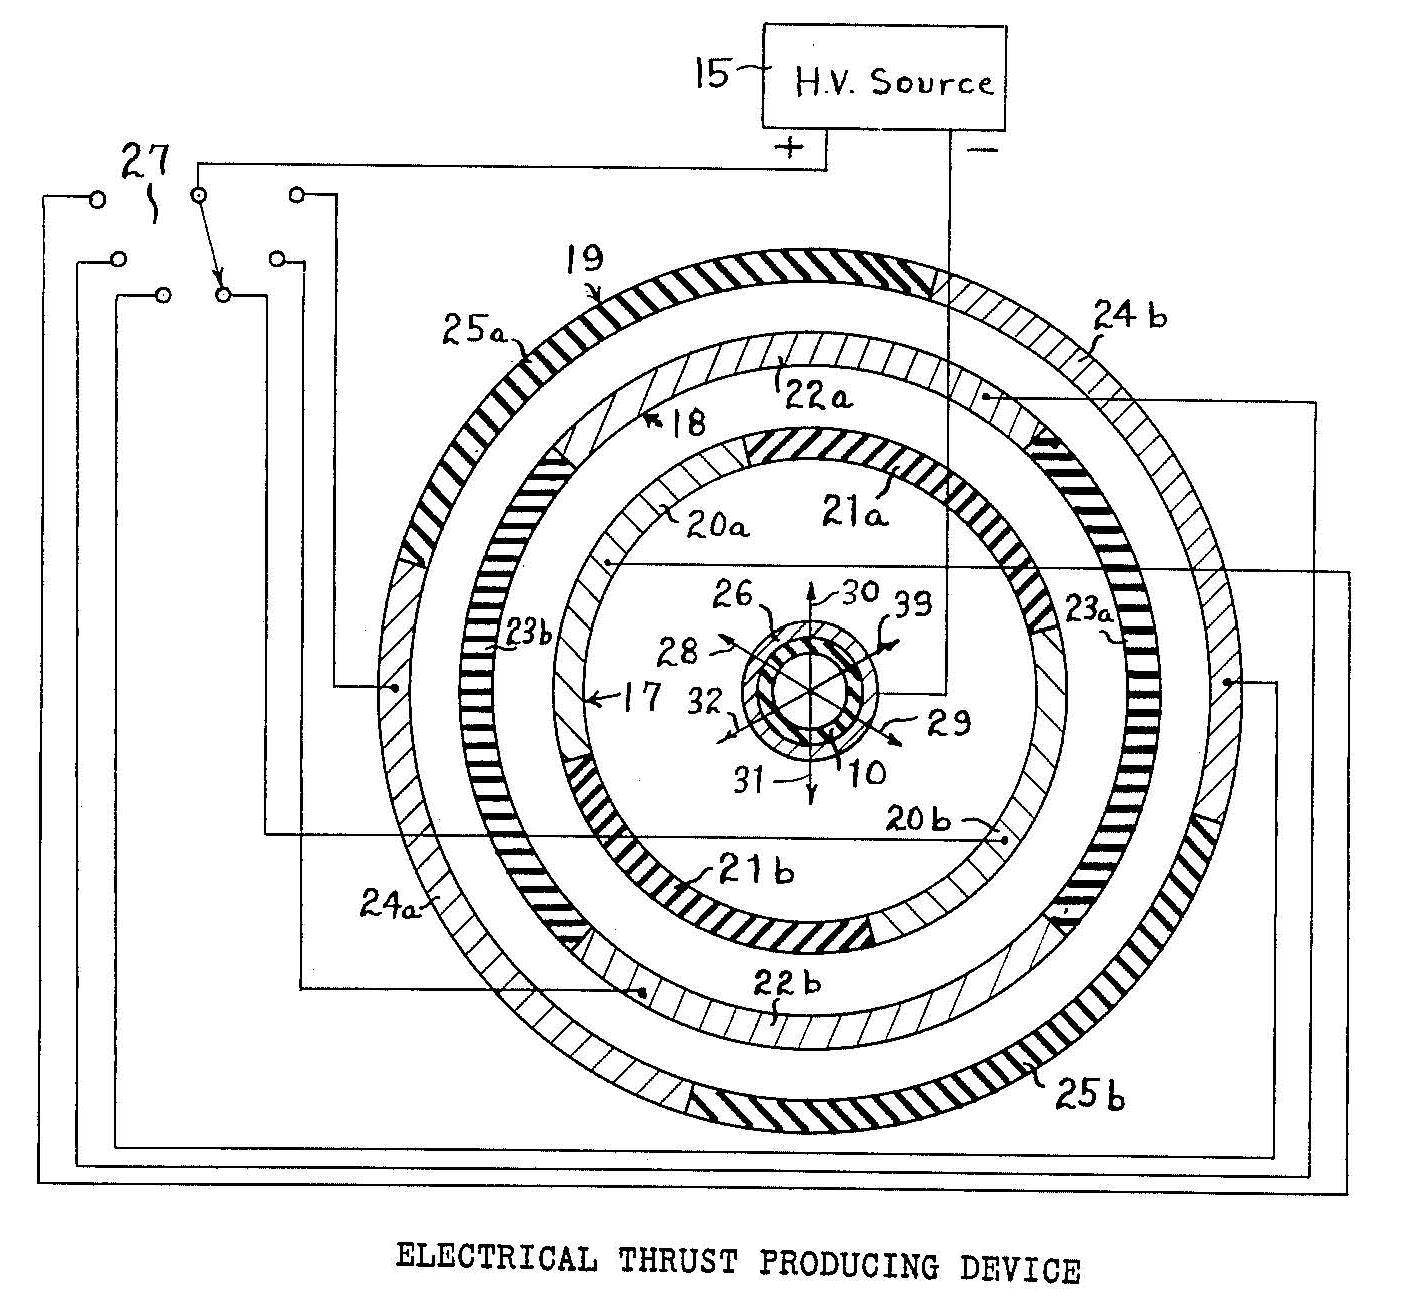 15 H.V. Source
+ −
27
19
25a
24b
22a
18
21a
20a
26
30
39
23a
23b
28
17
32
29
31
10
20b
21b
24a
22b
25b
ELECTRICAL THRUST PRODUCING DEVICE